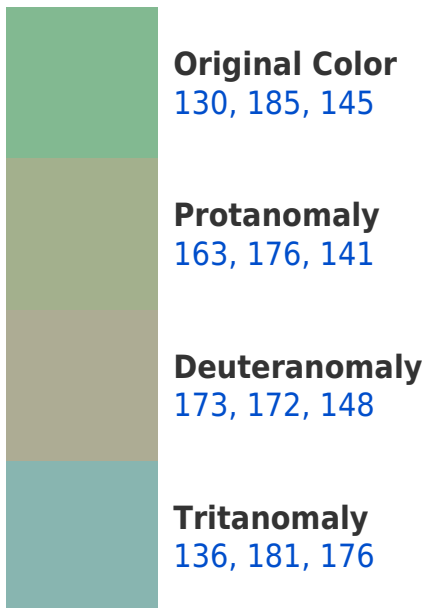 Original Color
130, 185, 145
Protanomaly
163, 176, 141
Deuteranomaly
173, 172, 148
Tritanomaly
136, 181, 176